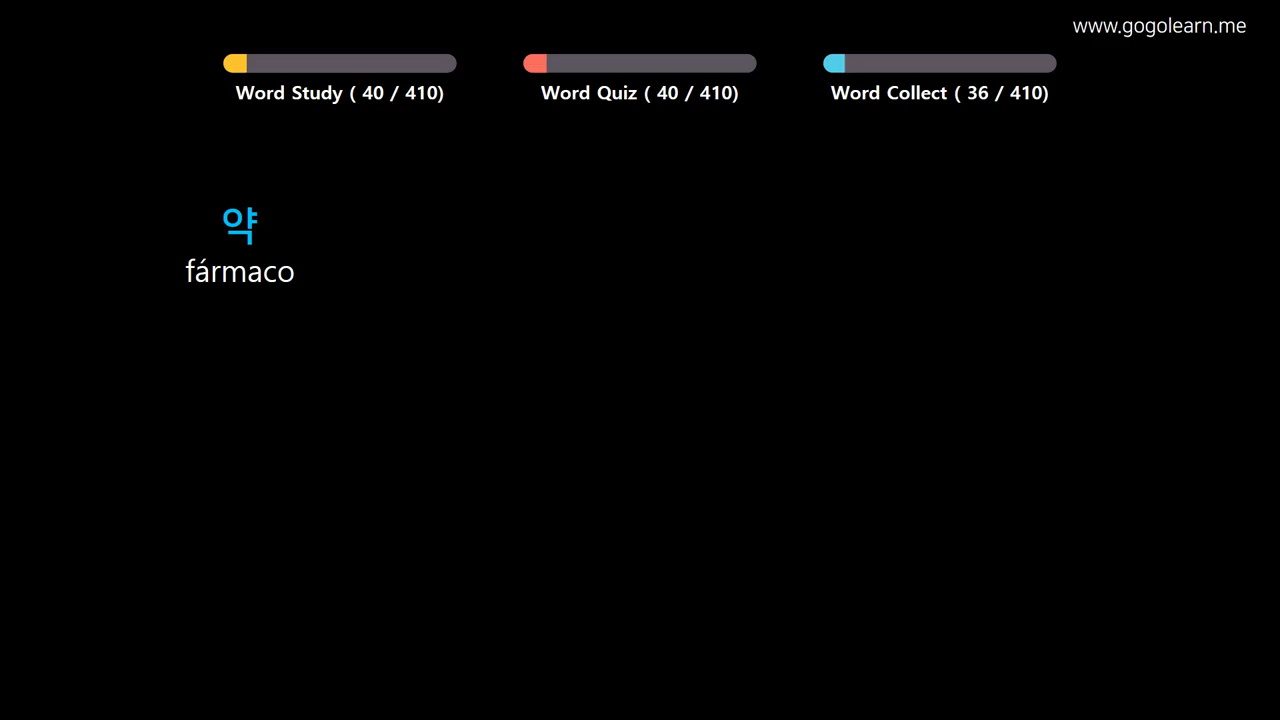 www.gogolearn.me
Word Study ( 40 / 410)
Word Quiz ( 40 / 410)
Word Collect ( 36 / 410)
약
fármaco